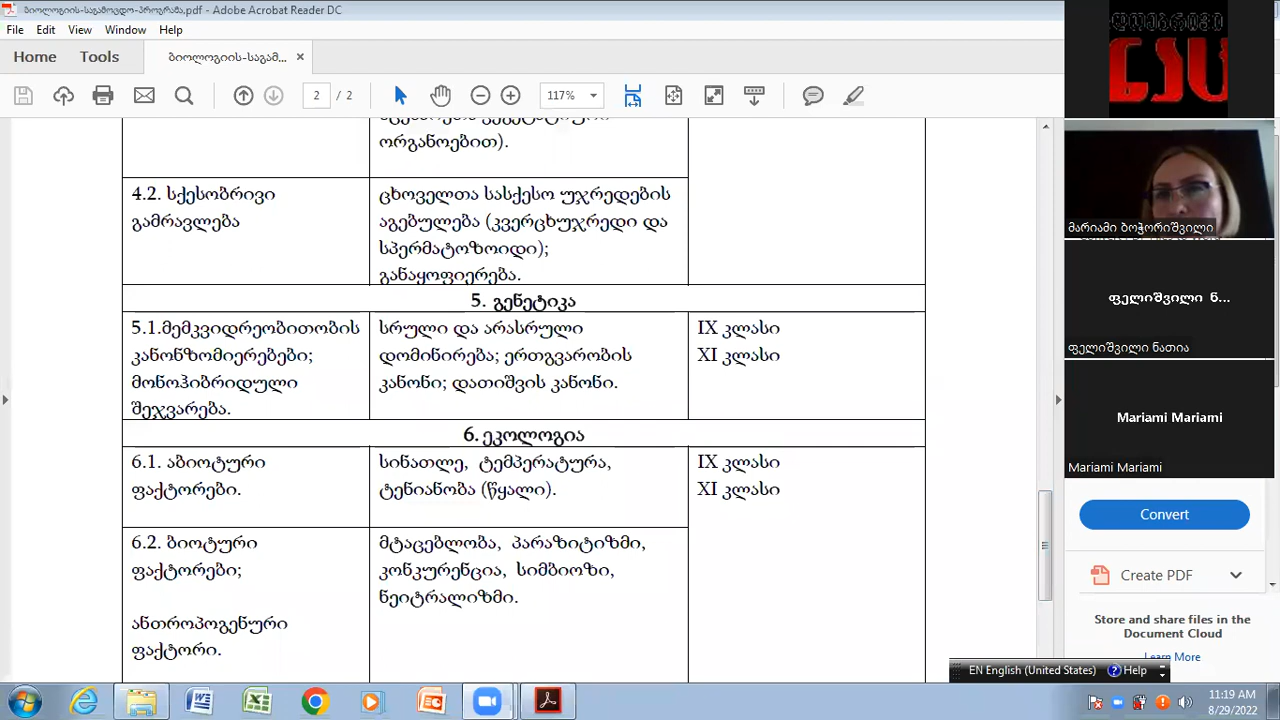 ბიოლოგიის-საგამოცდო-პროგრამა.pdf - Adobe Acrobat Reader DC
File Edit View Window Help
Home Tools ბიოლოგიის-საგამ... ×
2 / 2 117%
ორგანოებით).
4.2. სქესობრივი
გამრავლება
ცხოველთა სასქესო უჯრედების
აგებულება (კვერცხუჯრედი და
სპერმატოზოიდი);
განაყოფიერება.
5. გენეტიკა
5.1.მემკვიდრეობითობის
კანონზომიერებები;
მონოჰიბრიდული
შეჯვარება.
სრული და არასრული
დომინირება; ერთგვარობის
კანონი; დათიშვის კანონი.
IX კლასი
XI კლასი
6. ეკოლოგია
6.1. აბიოტური
ფაქტორები.
სინათლე, ტემპერატურა,
ტენიანობა (წყალი).
IX კლასი
XI კლასი
6.2. ბიოტური
ფაქტორები;
ანთროპოგენური
ფაქტორი.
მტაცებლობა, პარაზიტიზმი,
კონკურენცია, სიმბიოზი,
ნეიტრალიზმი.
CSU
მარიამი ბოჭორიშვილი
ფელიშვილი ნ...
ფელიშვილი ნათია
Mariami Mariami
Mariami Mariami
Convert
Create PDF
Store and share files in the
Document Cloud
Learn More
EN English (United States) Help
11:19 AM
8/29/2022